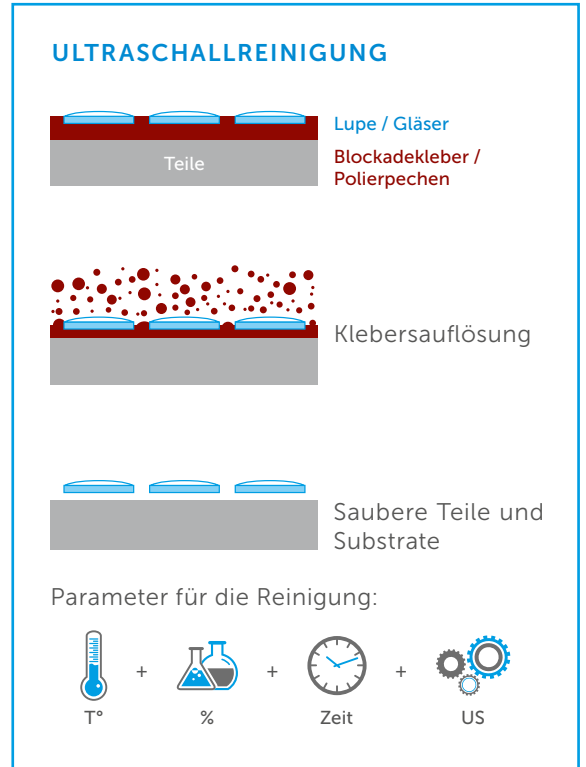 ULTRASCHALLREINIGUNG
Lupe / Gläser
Teile
Blockadekleber /
Polierpechen
Klebersauflösung
Saubere Teile und
Substrate
Parameter für die Reinigung:
+ + +
T° % Zeit US